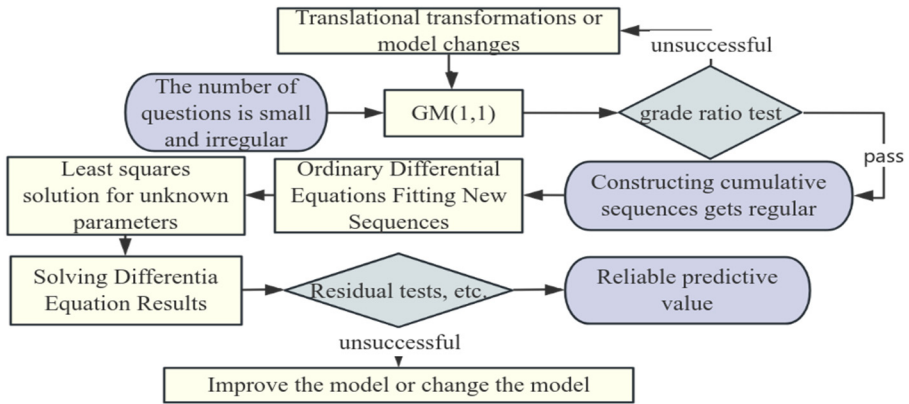 Translational transformations or
model changes
unsuccessful
The number of
questions is small
and irregular
GM(1,1)
grade ratio test
pass
Least squares
solution for unknown
parameters
Ordinary Differential
Equations Fitting New
Sequences
Constructing cumulative
sequences gets regular
Solving Differentia
Equation Results
Residual tests, etc.
Reliable predictive
value
unsuccessful
Improve the model or change the model